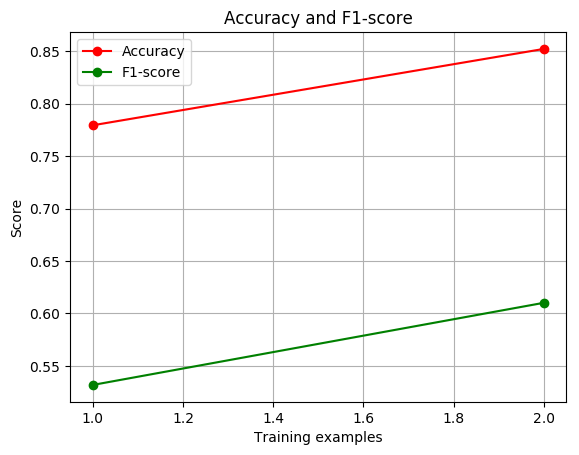 Accuracy and F1-score
Accuracy
F1-score
0.85
0.80
0.75
0.70
0.65
0.60
0.55
Score
1.0 1.2 1.4 1.6 1.8 2.0
Training examples